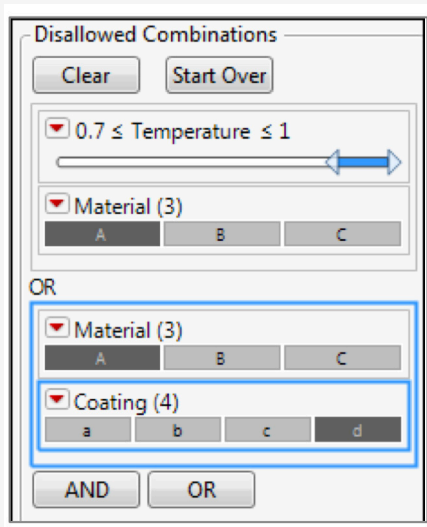 Disallowed Combinations
Clear Start Over
0.7 ≤ Temperature ≤ 1
Material (3)
A B C
OR
Material (3)
A B C
Coating (4)
a b c d
AND OR